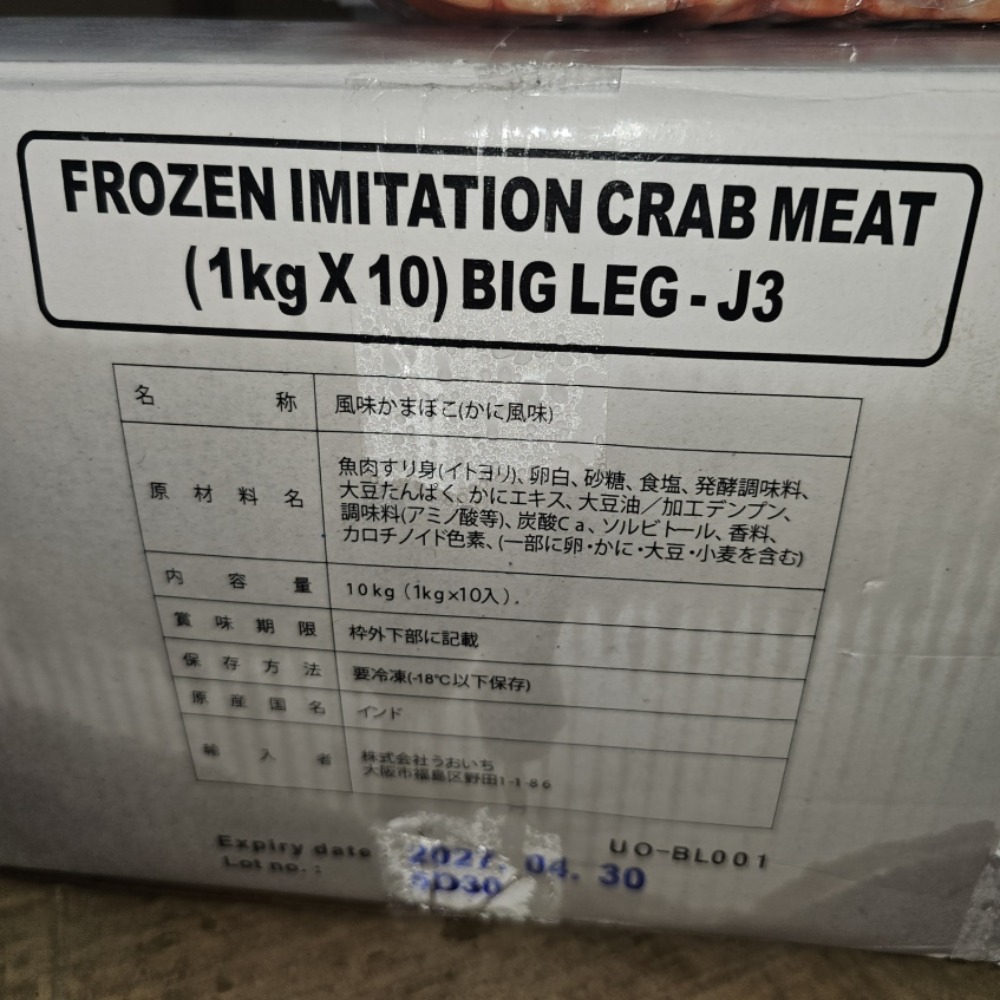 FROZEN IMITATION CRAB MEAT
(1kg X 10) BIG LEG - J3
名称 風味かまぼこ(かに風味)
原材料名 魚肉すり身(イトヨリ)、卵白、砂糖、食塩、発酵調味料、
大豆たんぱく、かにエキス、大豆油／加工デンプン、
調味料(アミノ酸等)、炭酸Ca、ソルビトール、香料、
カロチノイド色素、(一部に卵・かに・大豆・小麦を含む)
内容量 10kg (1kg×10入).
賞味期限 枠外下部に記載
保存方法 要冷凍(-18℃以下保存)
原産国名 インド
輸入者 株式会社うおいち
大阪市福島区野田1-1-86
UO-BL001
Expiry date 2027. 04. 30
Lot no. : 5D30